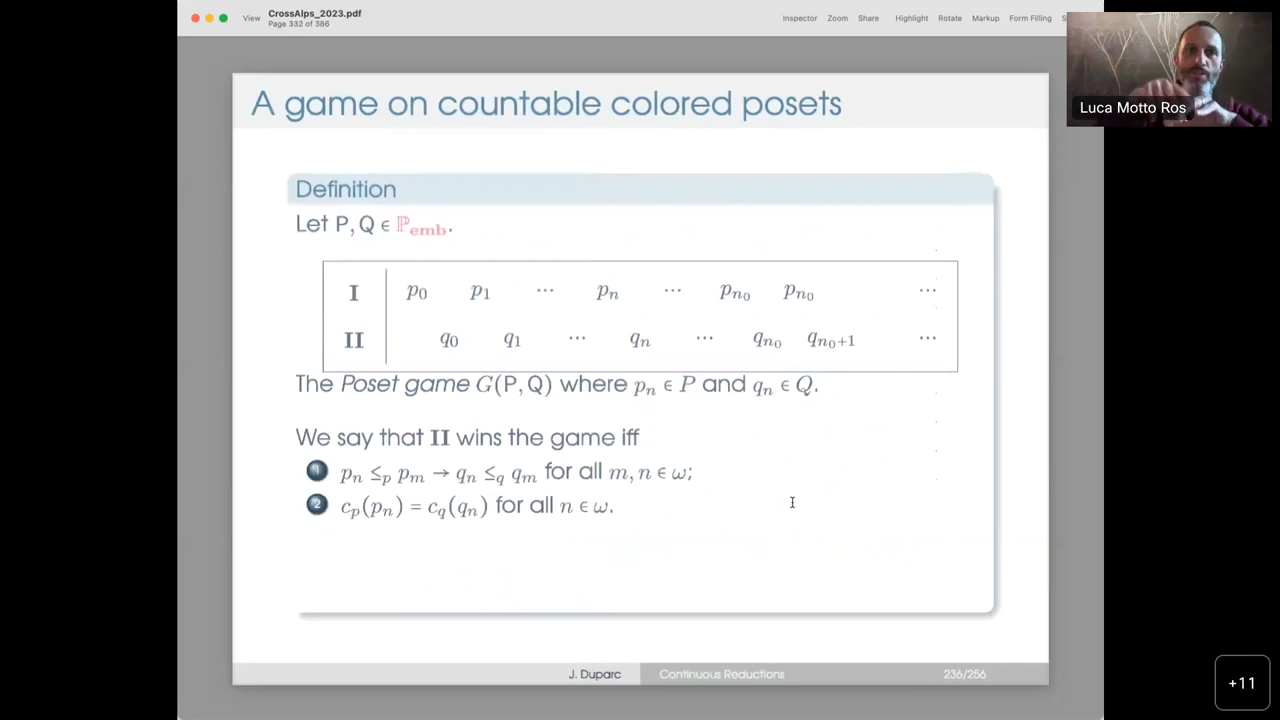 View
CrossAlps_2023.pdf
Page 332 of 386
Inspector Zoom Share Highlight Rotate Markup Form Filling
Luca Motto Ros
A game on countable colored posets
Definition
Let P, Q ∈ ℙemb.
I p₀ p₁ ··· pₙ ··· pₙ₀ pₙ₀ ···
II q₀ q₁ ··· qₙ ··· qₙ₀ qₙ₀₊₁ ···
The Poset game G(P, Q) where pₙ ∈ P and qₙ ∈ Q.
We say that II wins the game iff
1 pₙ ≤ₚ pₘ → qₙ ≤q qₘ for all m, n ∈ ω;
2 cₚ(pₙ) = cq(qₙ) for all n ∈ ω.
J. Duparc Continuous Reductions 236/256
+11